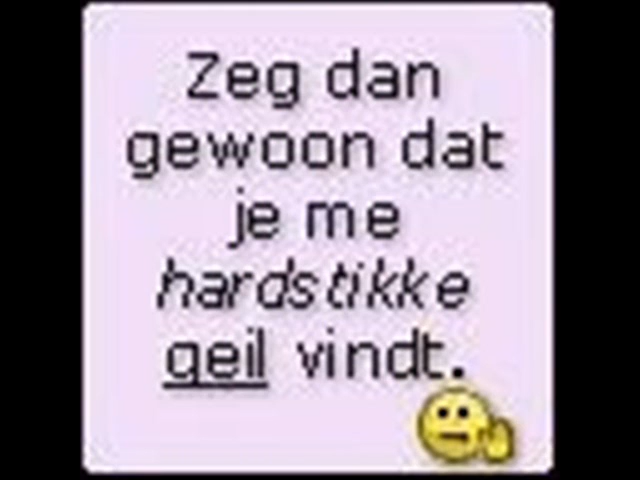 Zeg dan
gewoon dat
je me
hardstikke
geil vindt.